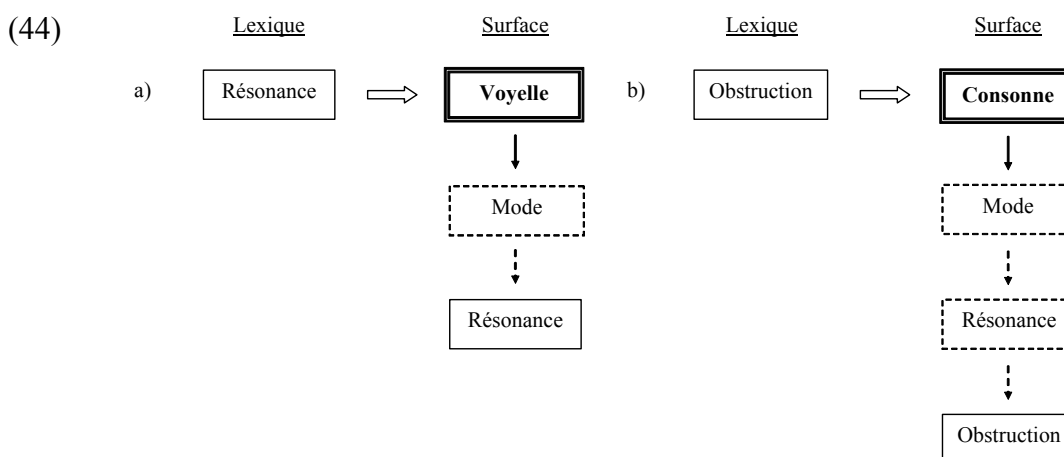 (44)
Lexique Surface Lexique Surface
a) Résonance Voyelle b) Obstruction Consonne
Mode Mode
Résonance Résonance
Obstruction